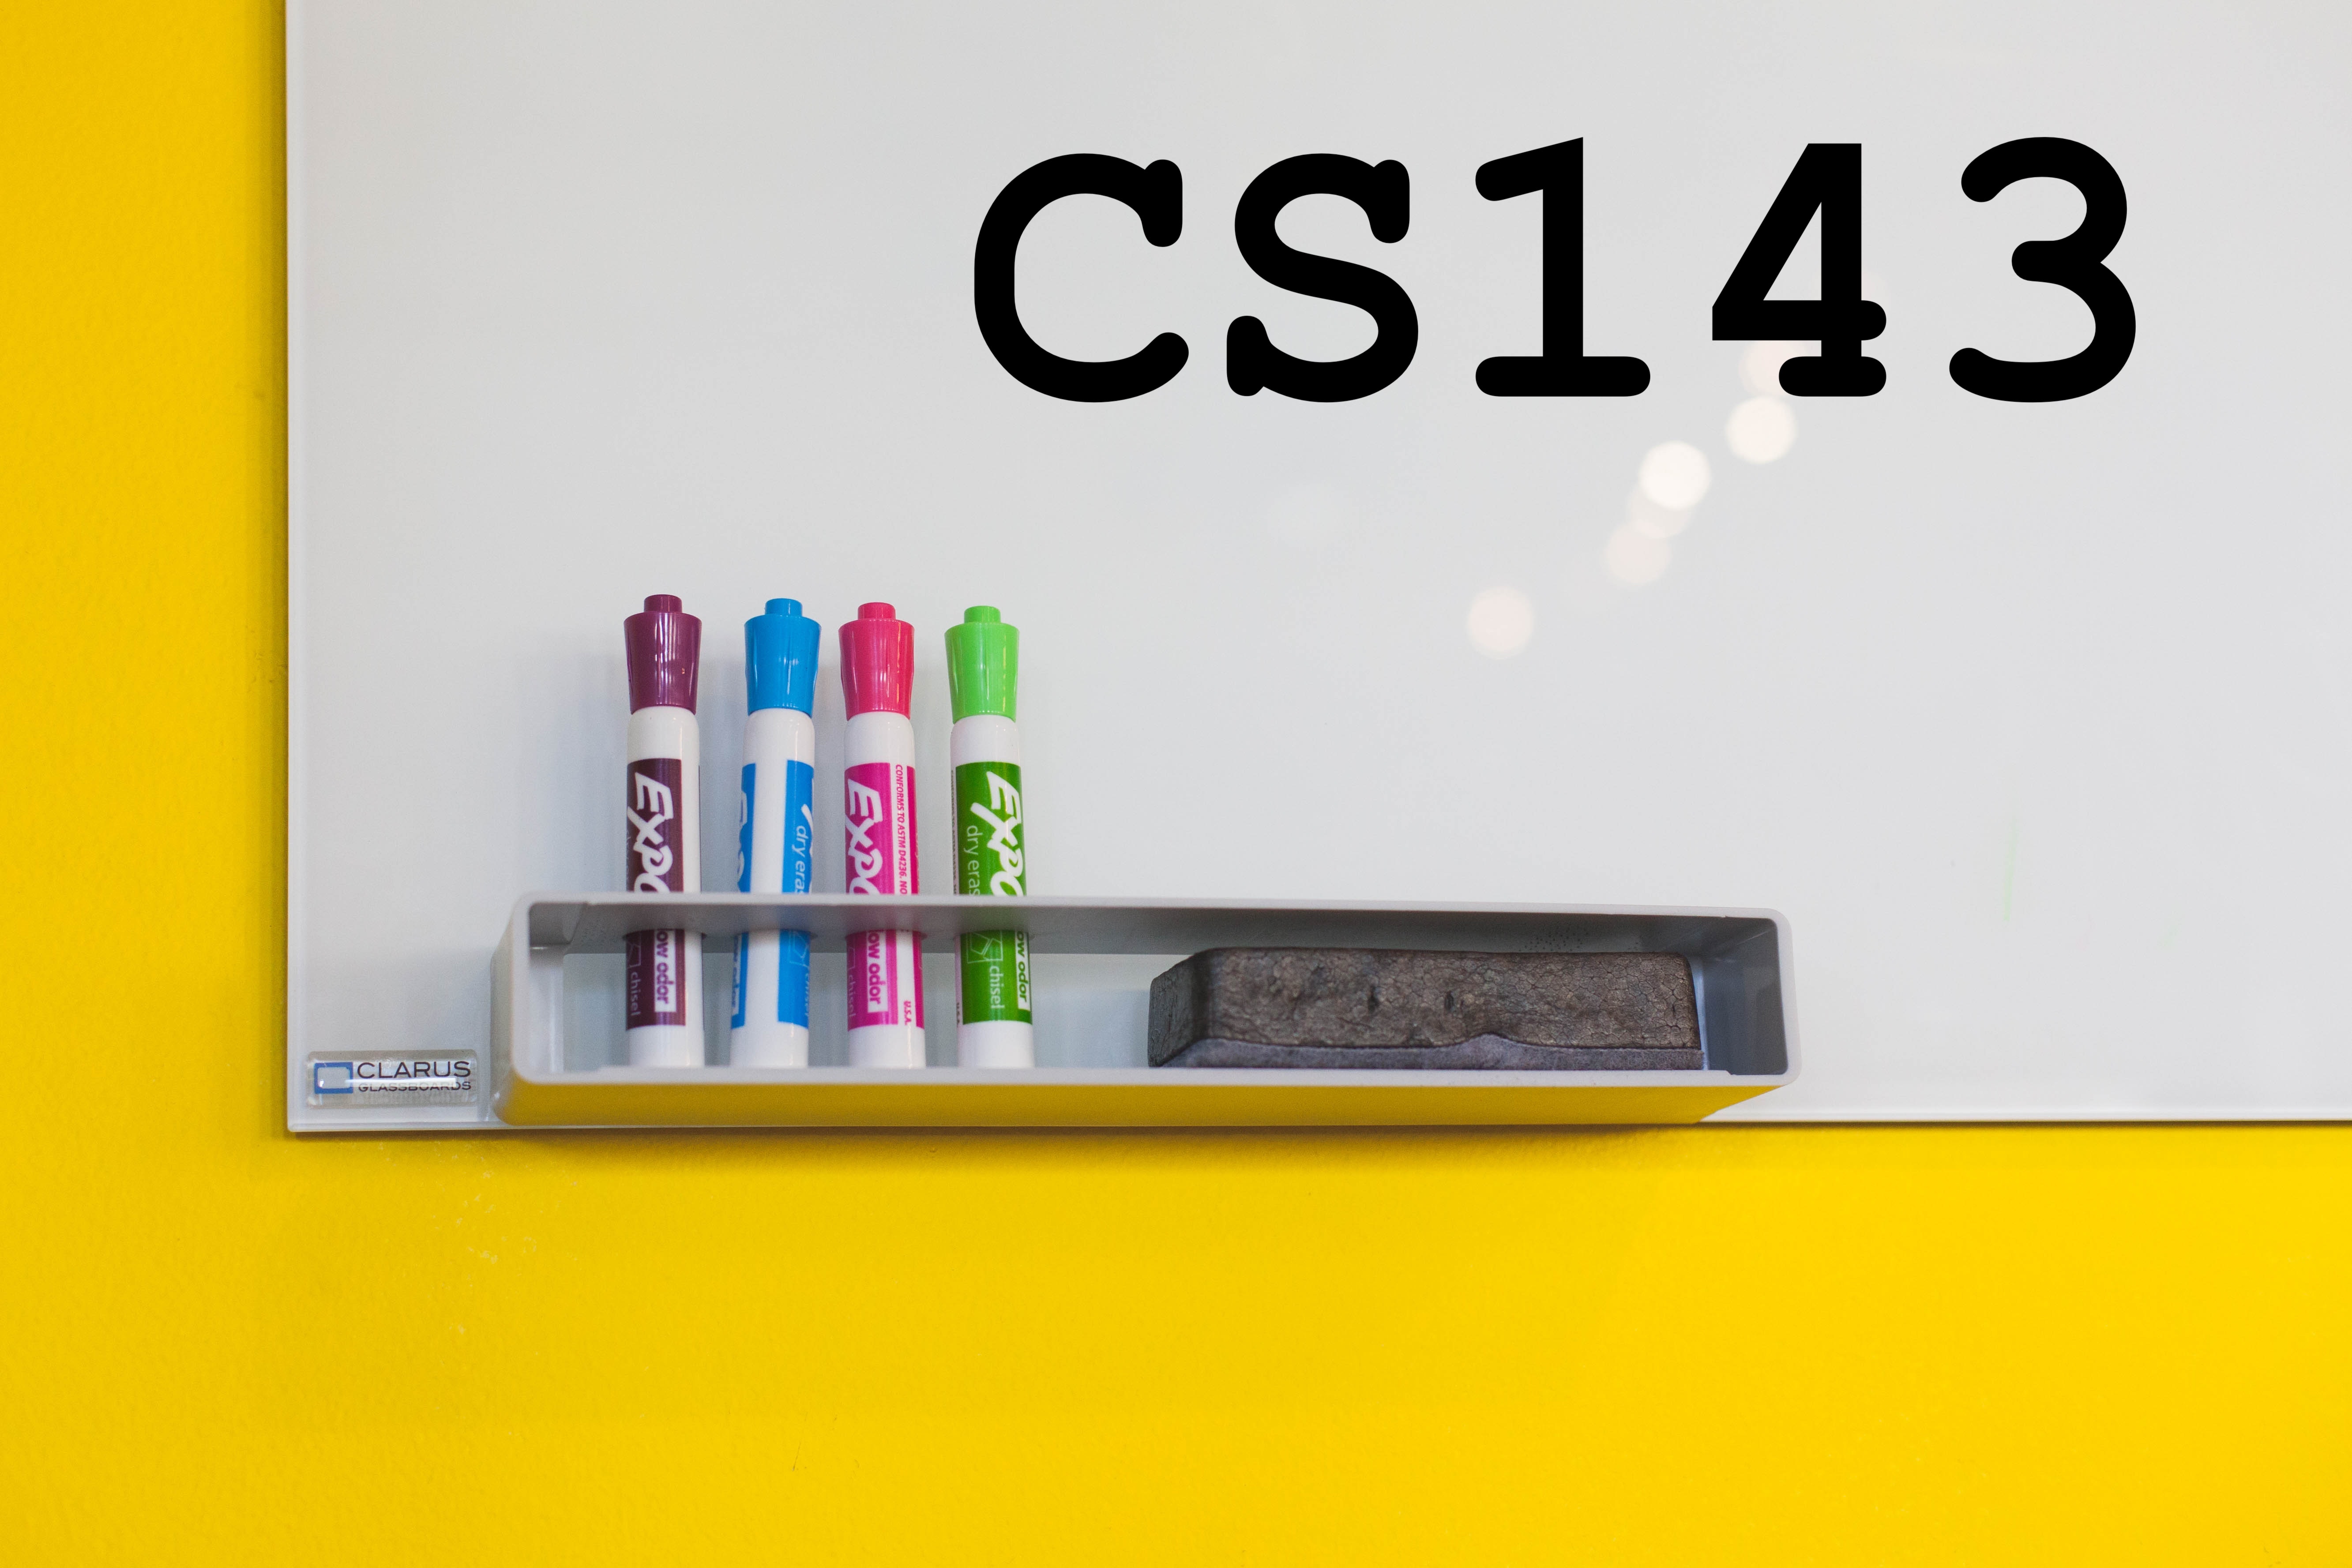 CS143
EXPO
dry eras
EXPO
CONFORMS TO ASTM D4236. NO
EXPO
dry eras
low odor
chisel
low odor
chisel
U.S.A.
low odor
chisel
CLARUS
GLASSBOARDS